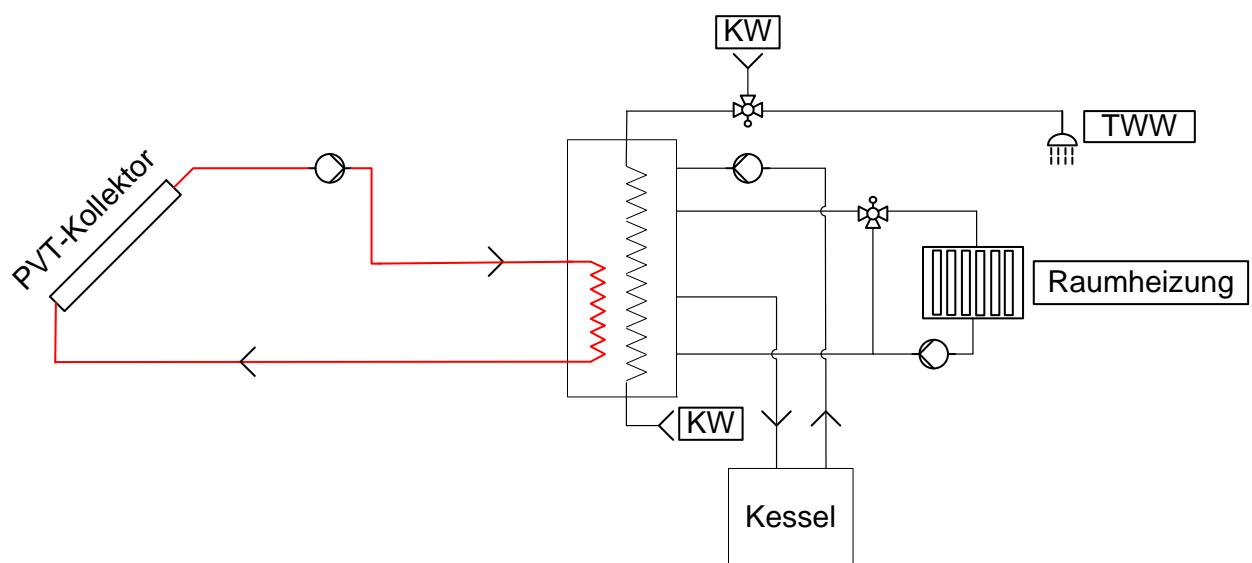 KW
TWW
PVT-Kollektor
Raumheizung
KW
Kessel